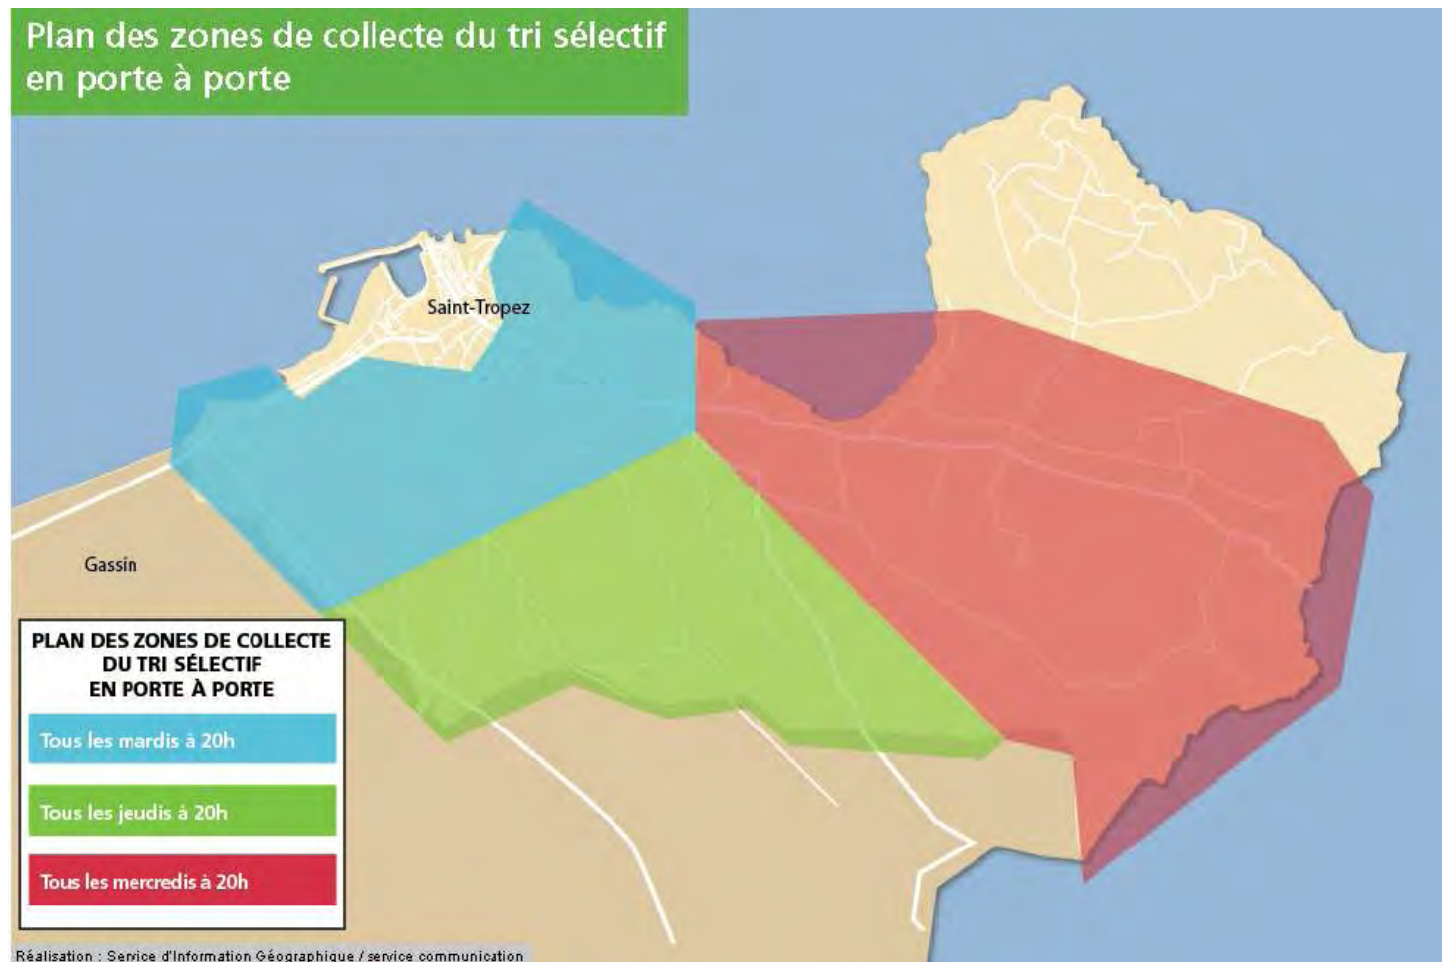 Plan des zones de collecte du tri sélectif
en porte à porte
Saint-Tropez
Gassin
PLAN DES ZONES DE COLLECTE
DU TRI SÉLECTIF
EN PORTE À PORTE
Tous les mardis à 20h
Tous les jeudis à 20h
Tous les mercredis à 20h
Réalisation : Service d'Information Géographique / service communication